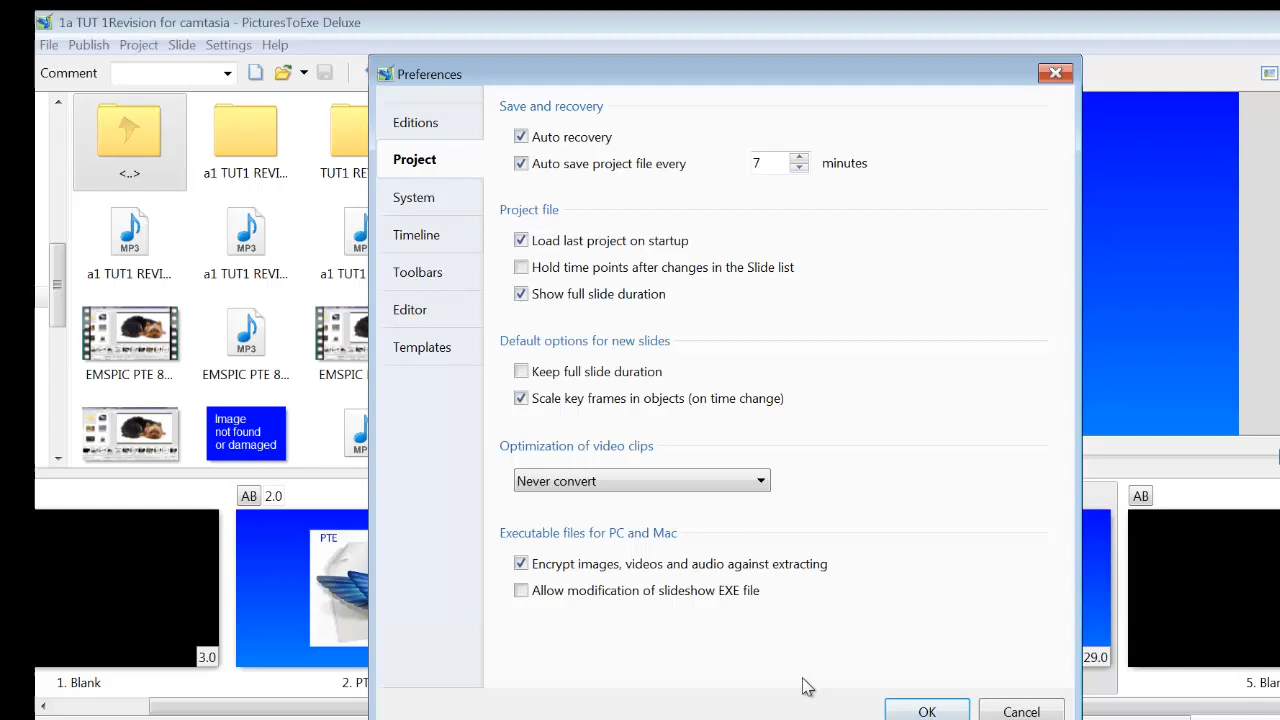 1a TUT 1Revision for camtasia - PicturesToExe Deluxe
File Publish Project Slide Settings Help
Comment
<..>
a1 TUT1 REVI...
TUT1 RE
MP3
MP3
MP3
a1 TUT1 REVI...
a1 TUT1 REVI...
a1 TUT1
MP3
EMSPIC PTE 8...
EMSPIC PTE 8...
EMSPIC
Image
not found
or damaged
MP
Preferences
Editions
Project
System
Timeline
Toolbars
Editor
Templates
Save and recovery
Auto recovery
Auto save project file every 7 minutes
Project file
Load last project on startup
Hold time points after changes in the Slide list
Show full slide duration
Default options for new slides
Keep full slide duration
Scale key frames in objects (on time change)
Optimization of video clips
Never convert
Executable files for PC and Mac
Encrypt images, videos and audio against extracting
Allow modification of slideshow EXE file
OK Cancel
AB 2.0
AB
PTE
3.0
29.0
1. Blank
2. PT
5. Blan